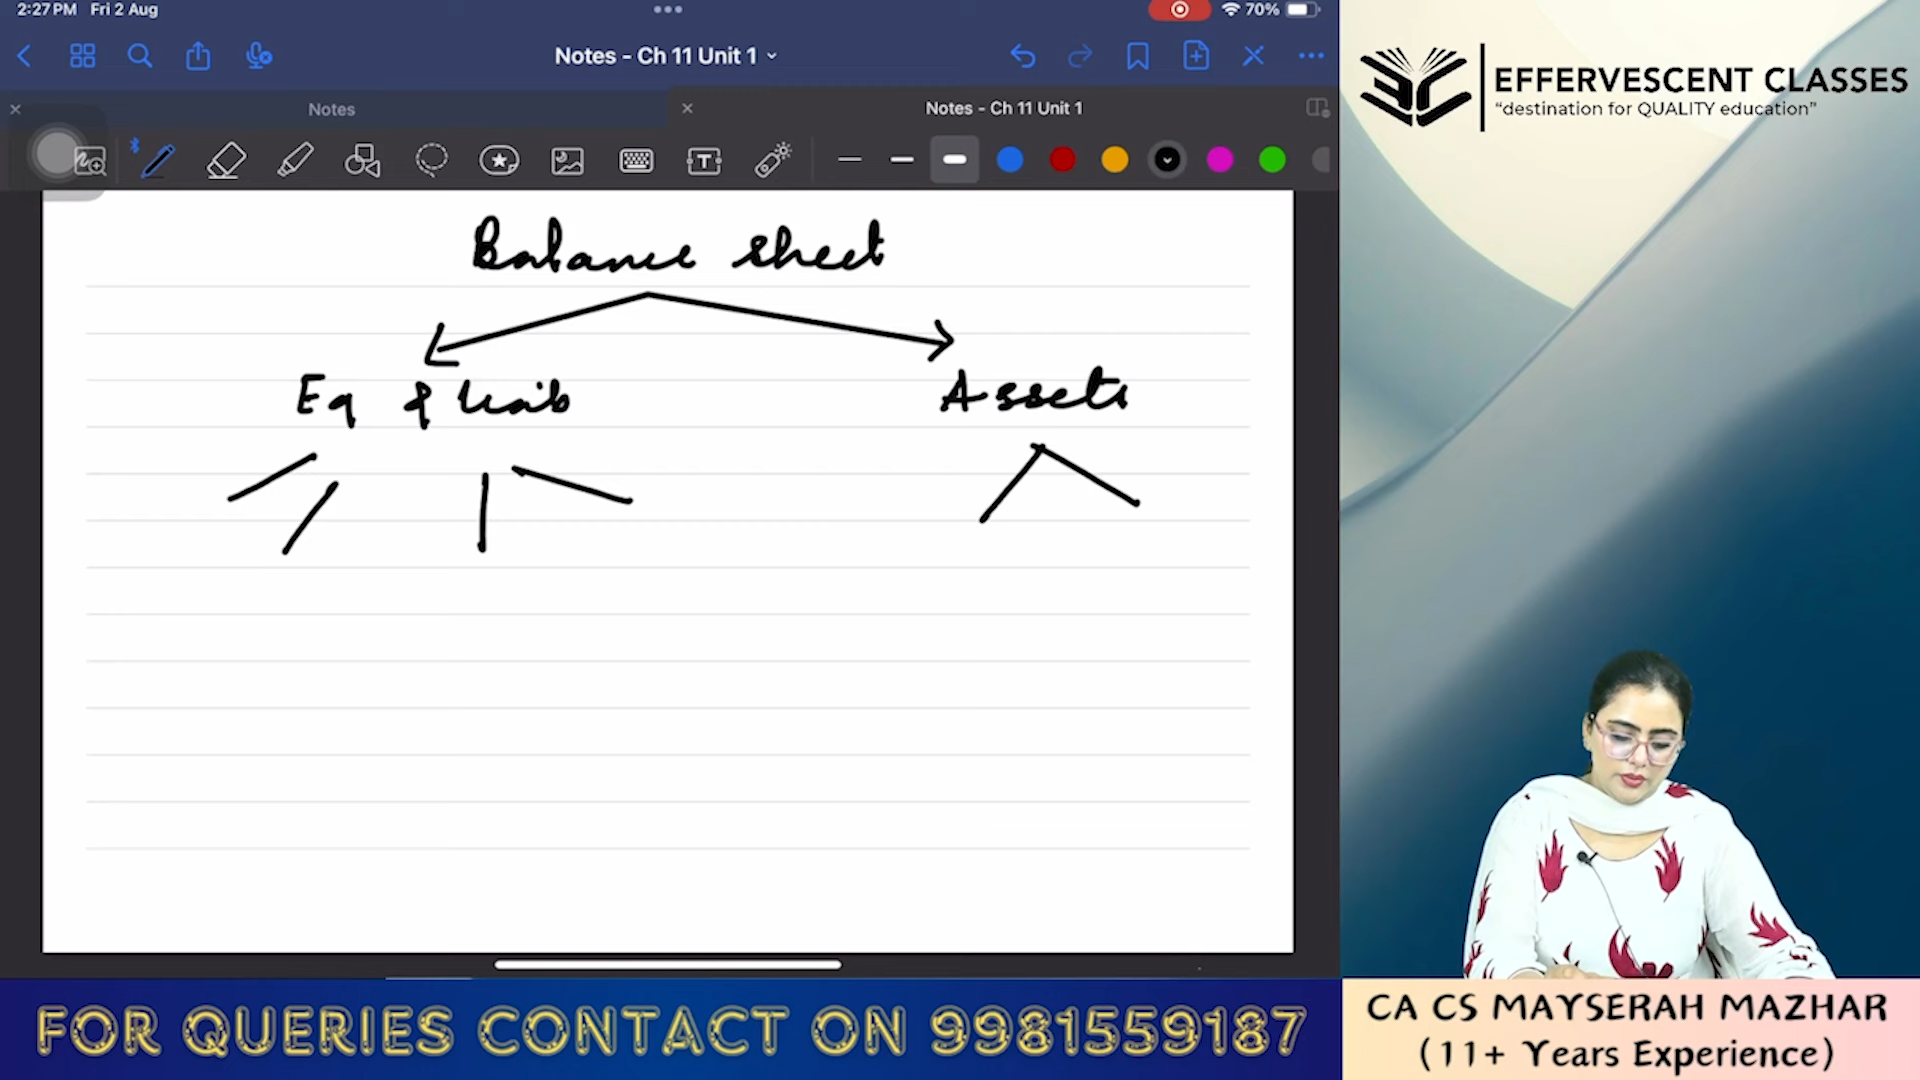 2:27 PM Fri 2 Aug
70%
Notes - Ch 11 Unit 1
Notes
Notes - Ch 11 Unit 1
EFFERVESCENT CLASSES
"destination for QUALITY education"
Balance Sheet
Eq & Liab
Assets
FOR QUERIES CONTACT ON 9981559187
CA CS MAYSERAH MAZHAR
(11+ Years Experience)